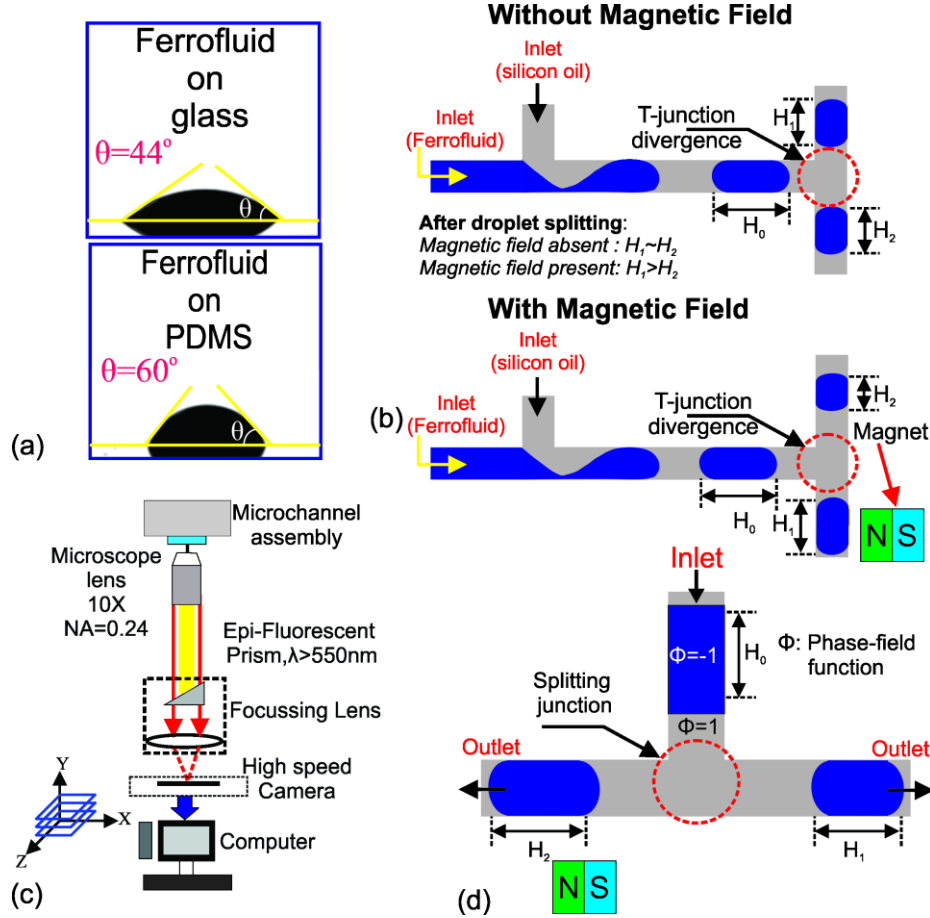 Ferrofluid
on
glass
θ=44°
θ
Ferrofluid
on
PDMS
θ=60°
θ
(a)
Without Magnetic Field
Inlet
(silicon oil)
Inlet
(Ferrofluid)
T-junction
divergence
H₁
H₀
H₂
After droplet splitting:
Magnetic field absent : H₁~H₂
Magnetic field present: H₁>H₂
With Magnetic Field
Inlet
(silicon oil)
(b)
Inlet
(Ferrofluid)
T-junction
divergence
H₂
Magnet
H₀
H₁
N S
Microchannel
assembly
Microscope
lens
10X
NA=0.24
Epi-Fluorescent
Prism,λ>550nm
Focussing Lens
High speed
Camera
Computer
Y
X
Z
(c)
Inlet
Φ=-1
H₀
Φ: Phase-field
function
Splitting
junction
Φ=1
Outlet
Outlet
H₂
H₁
N S
(d)